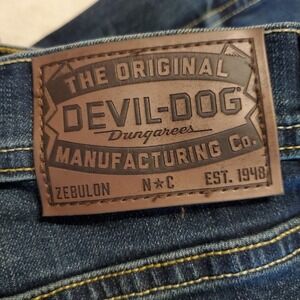 THE ORIGINAL
DEVIL-DOG
Dungarees
MANUFACTURING Co.
ZEBULON N★C EST. 1948